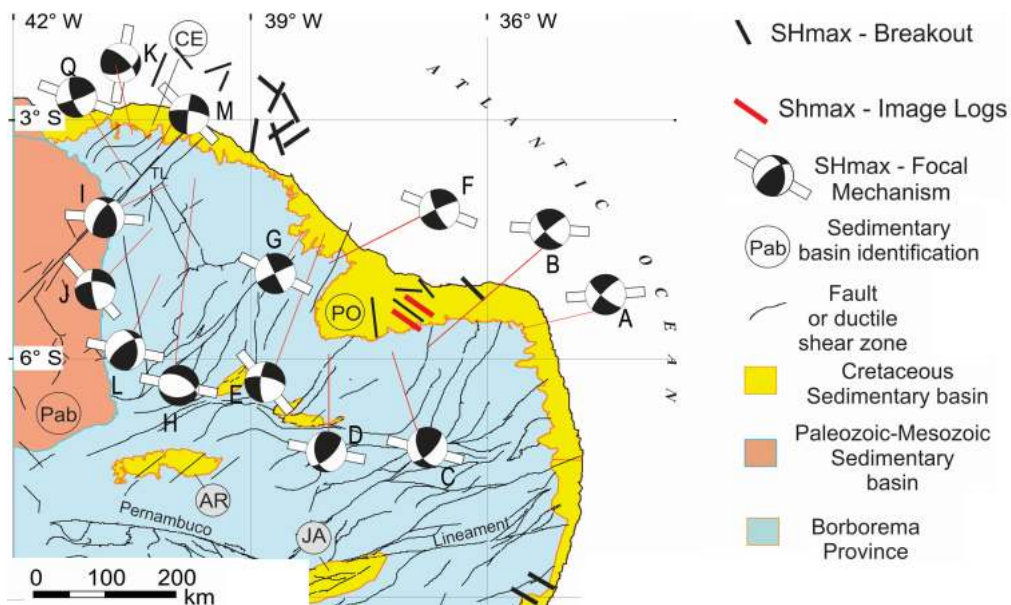 42° W
39° W
36° W
CE
K
Q
M
3° S
TL
I
F
G
B
J
A
PO
ATLANTIC OCEAN
6° S
L
E
H
Pab
D
C
AR
Pernambuco
JA
Lineament
0 100 200
km
SHmax - Breakout
Shmax - Image Logs
SHmax - Focal
Mechanism
Pab
Sedimentary
basin identification
Fault
or ductile
shear zone
Cretaceous
Sedimentary basin
Paleozoic-Mesozoic
Sedimentary
basin
Borborema
Province